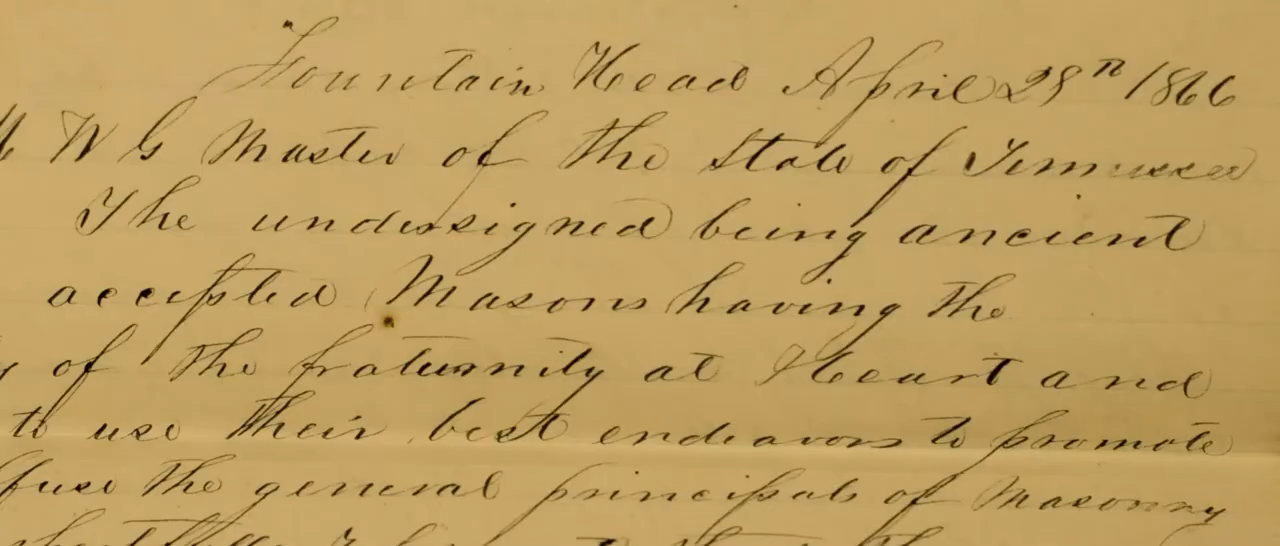 Fountain Head April 28th 1866
W G Master of the State of Tennessee
The undersigned being ancient
accepted Masons having the
of the fraternity at Heart and
to use their best endeavors to promote
fuse the general principals of Masonry